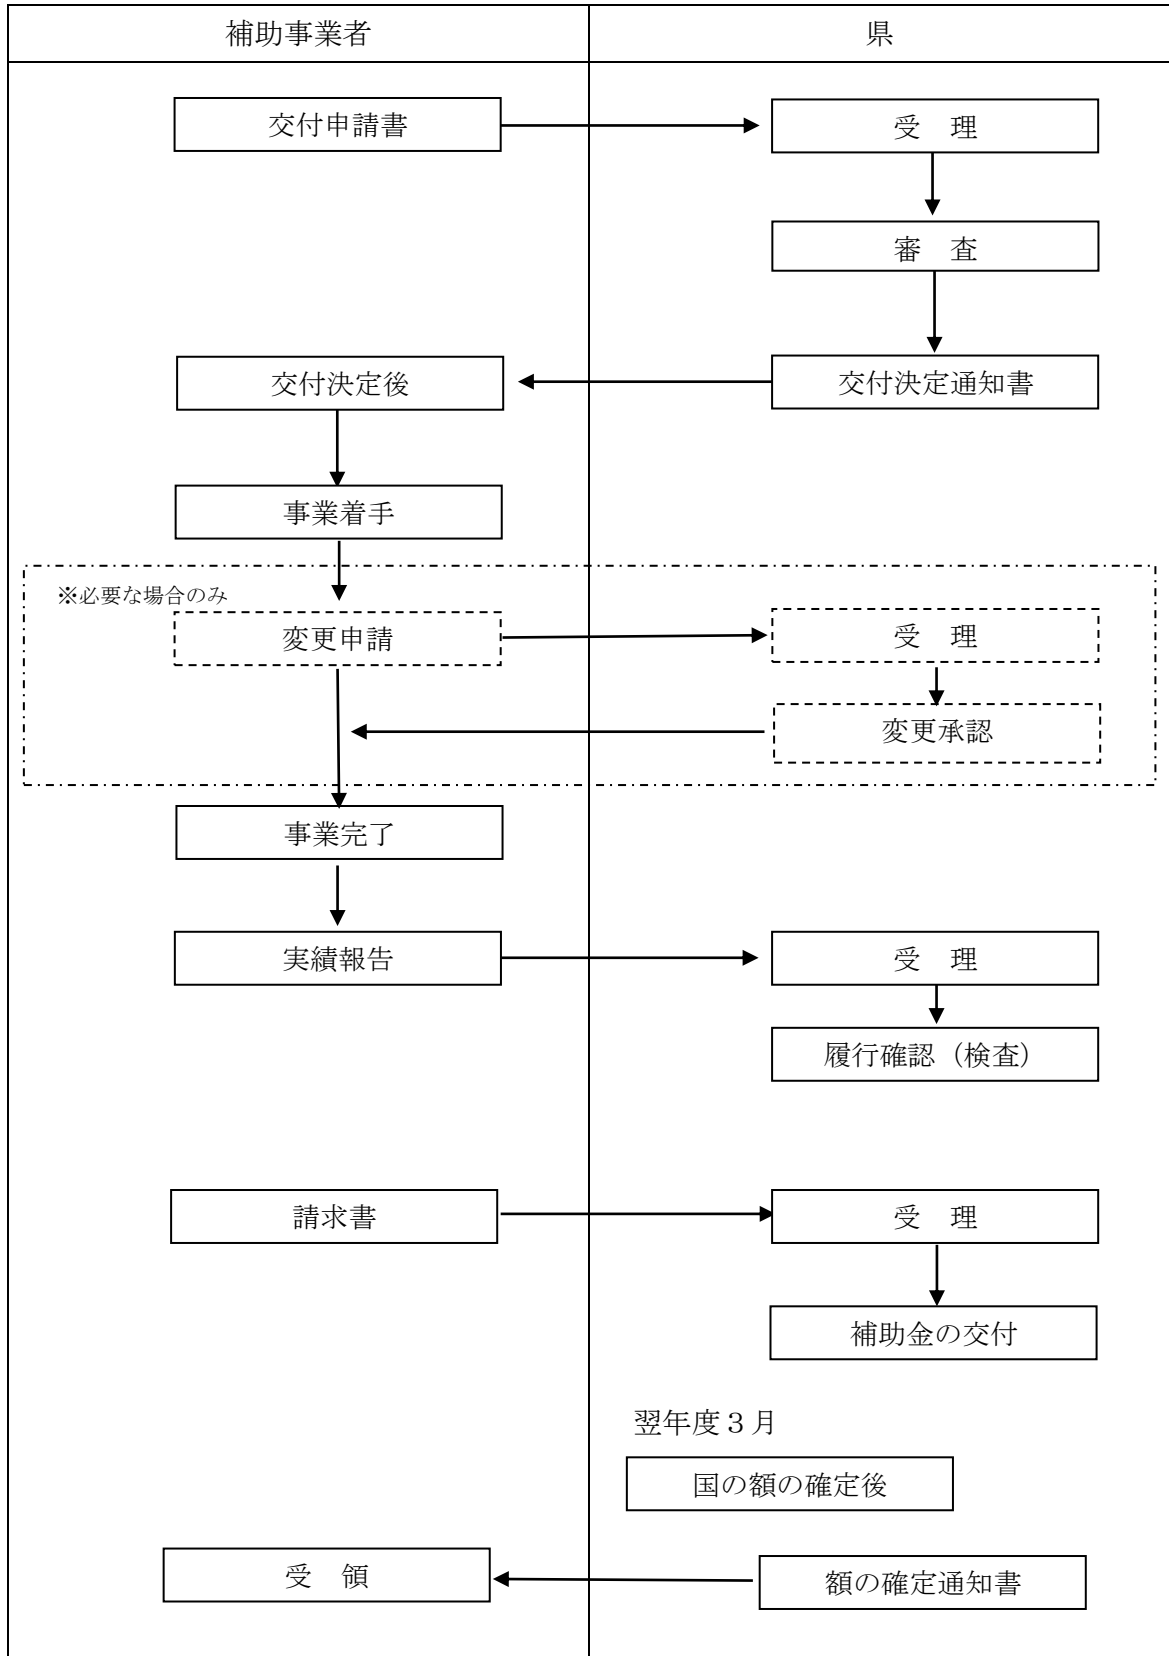 補助事業者
県
交付申請書
受　理
審　査
交付決定後
交付決定通知書
事業着手
※必要な場合のみ
変更申請
受　理
変更承認
事業完了
実績報告
受　理
履行確認（検査）
請求書
受　理
補助金の交付
翌年度３月
国の額の確定後
受　領
額の確定通知書